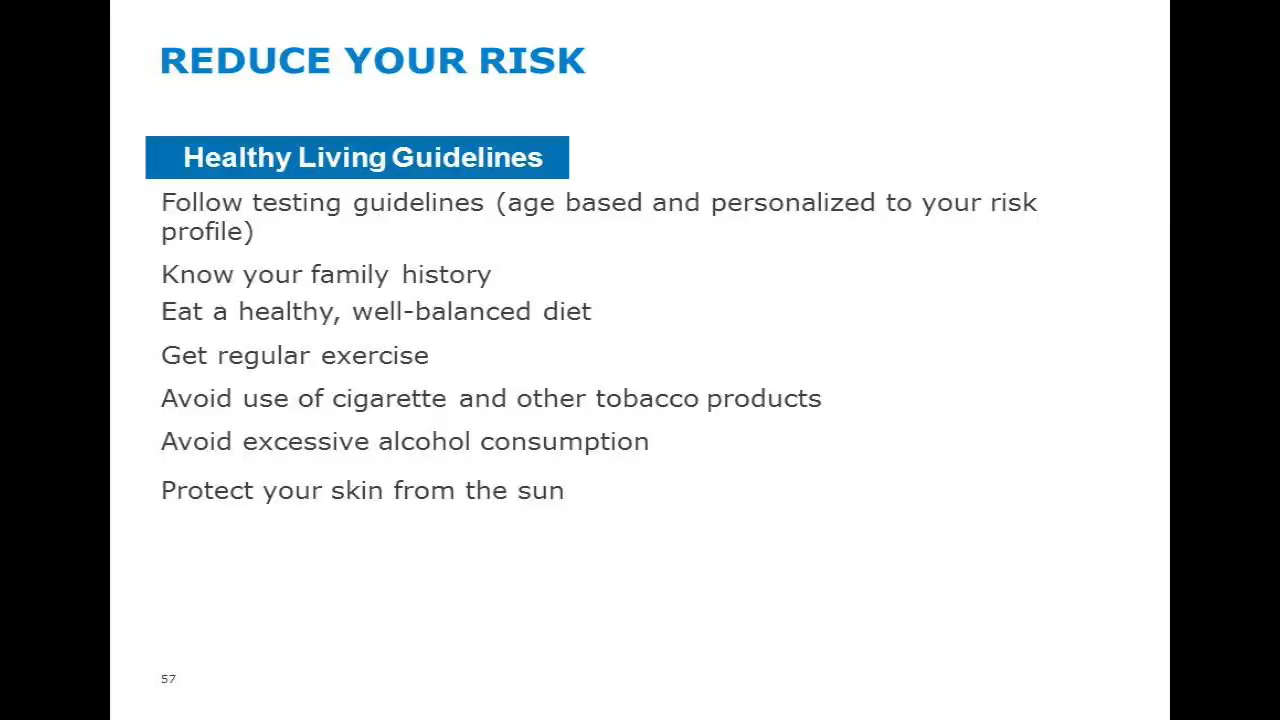 REDUCE YOUR RISK
Healthy Living Guidelines
Follow testing guidelines (age based and personalized to your risk
profile)
Know your family history
Eat a healthy, well-balanced diet
Get regular exercise
Avoid use of cigarette and other tobacco products
Avoid excessive alcohol consumption
Protect your skin from the sun
57